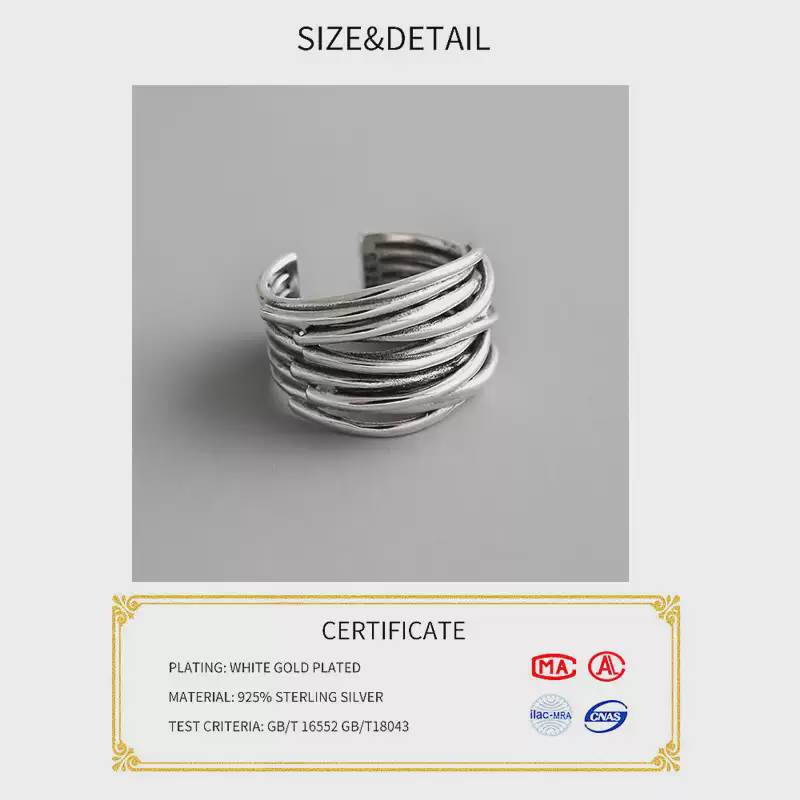 SIZE&DETAIL
CERTIFICATE
PLATING: WHITE GOLD PLATED
MATERIAL: 925% STERLING SILVER
TEST CRITERIA: GB/T 16552 GB/T18043
MA
AL
ilac-MRA
CNAS